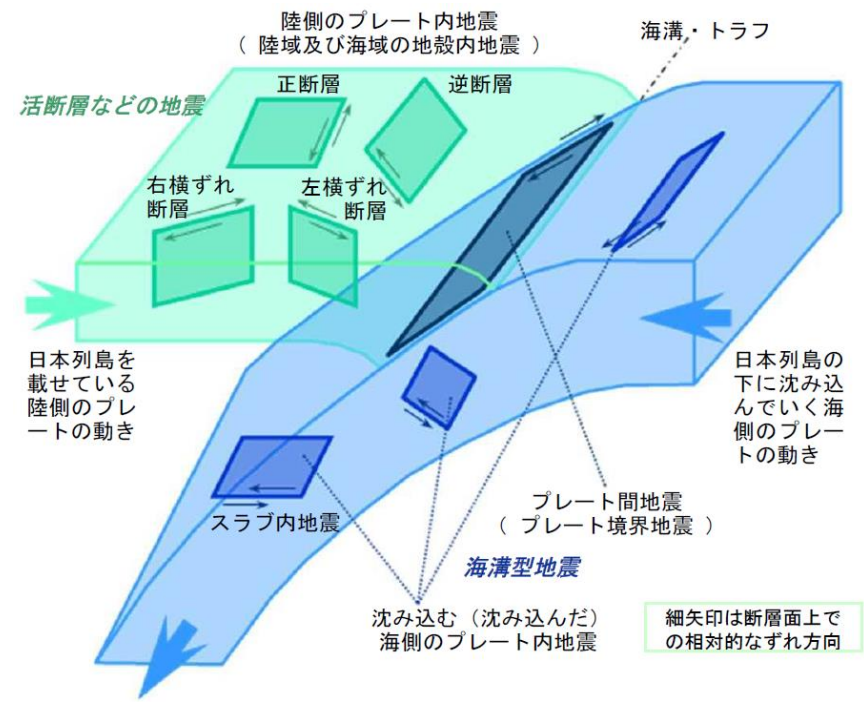 陸側のプレート内地震
（ 陸域及び海域の地殻内地震 ）
海溝・トラフ
活断層などの地震
正断層
逆断層
右横ずれ
断層
左横ずれ
断層
日本列島を
載せている
陸側のプレ
ートの動き
日本列島の
下に沈み込
んでいく海
側のプレー
トの動き
スラブ内地震
プレート間地震
（ プレート境界地震 ）
海溝型地震
沈み込む（沈み込んだ）
海側のプレート内地震
細矢印は断層面上で
の相対的なずれ方向